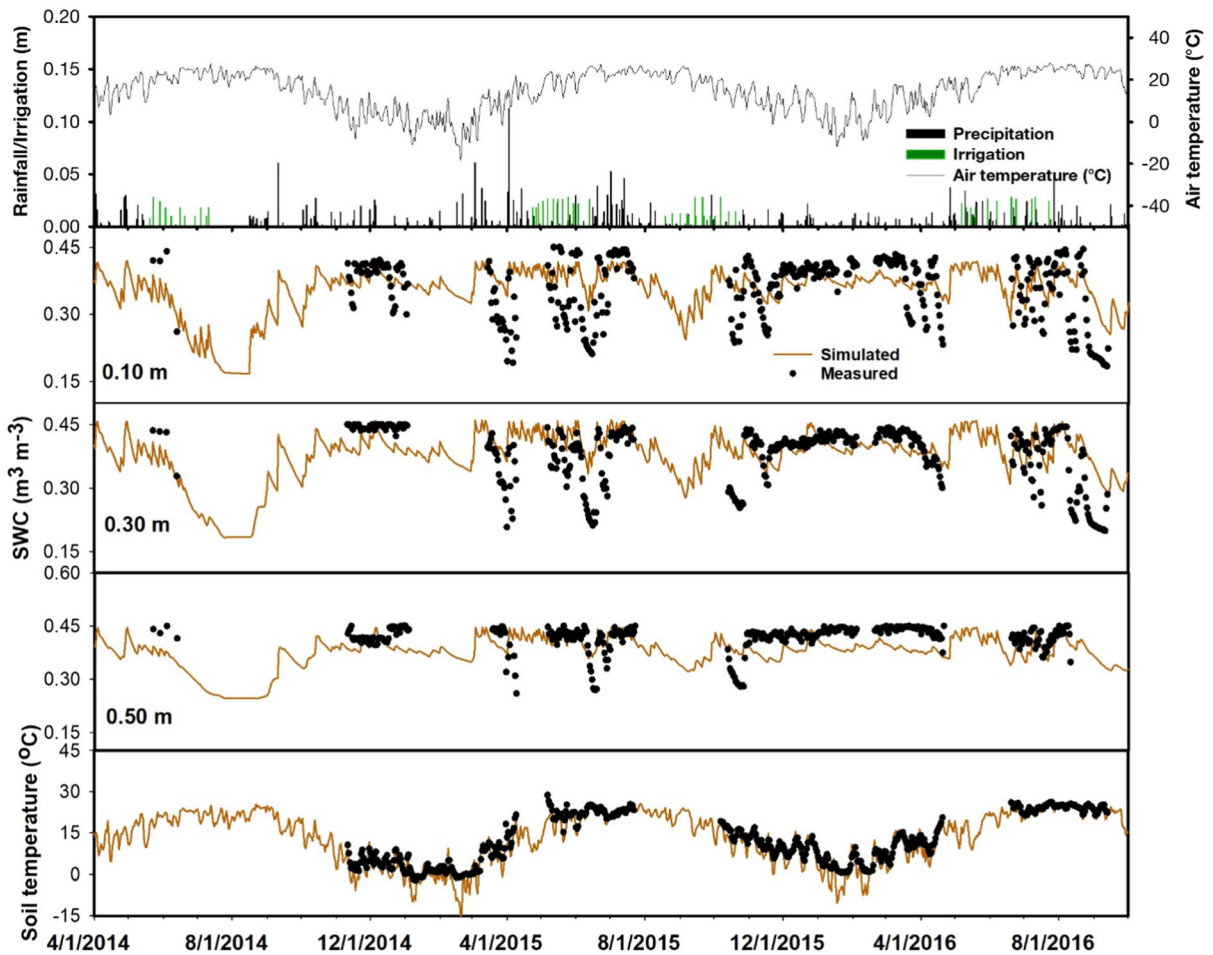 Rainfall/Irrigation (m)
0.20
0.15
0.10
0.05
0.00
40
20
0
-20
-40
Air temperature (°C)
Precipitation
Irrigation
Air temperature (°C)
SWC (m³ m⁻³)
0.45
0.30
0.15
0.10 m
Simulated
Measured
0.45
0.30
0.15
0.30 m
0.60
0.45
0.30
0.15
0.50 m
Soil temperature (°C)
45
30
15
0
-15
4/1/2014 8/1/2014 12/1/2014 4/1/2015 8/1/2015 12/1/2015 4/1/2016 8/1/2016